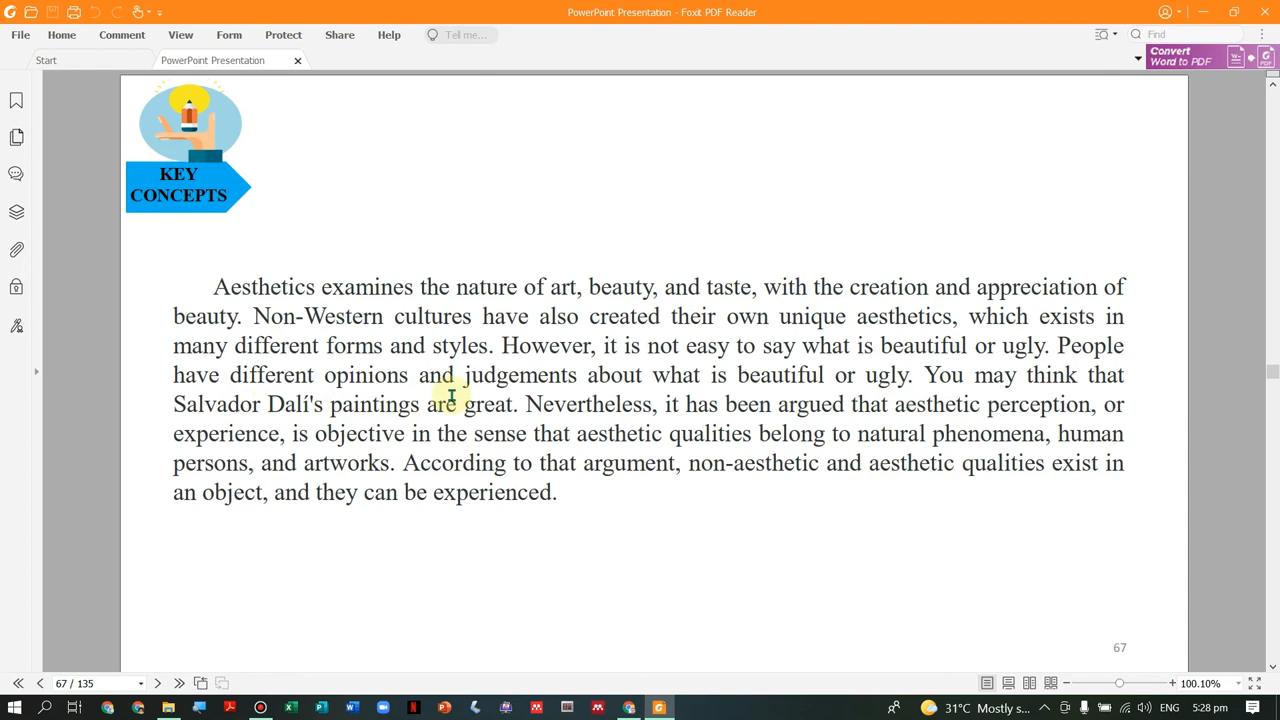 PowerPoint Presentation - Foxit PDF Reader
File Home Comment View Form Protect Share Help Tell me... Find
Start PowerPoint Presentation
Convert
Word to PDF
KEY
CONCEPTS
Aesthetics examines the nature of art, beauty, and taste, with the creation and appreciation of
beauty. Non-Western cultures have also created their own unique aesthetics, which exists in
many different forms and styles. However, it is not easy to say what is beautiful or ugly. People
have different opinions and judgements about what is beautiful or ugly. You may think that
Salvador Dalí's paintings are great. Nevertheless, it has been argued that aesthetic perception, or
experience, is objective in the sense that aesthetic qualities belong to natural phenomena, human
persons, and artworks. According to that argument, non-aesthetic and aesthetic qualities exist in
an object, and they can be experienced.
67
67 / 135 100.10%
31°C Mostly s... ENG 5:28 pm